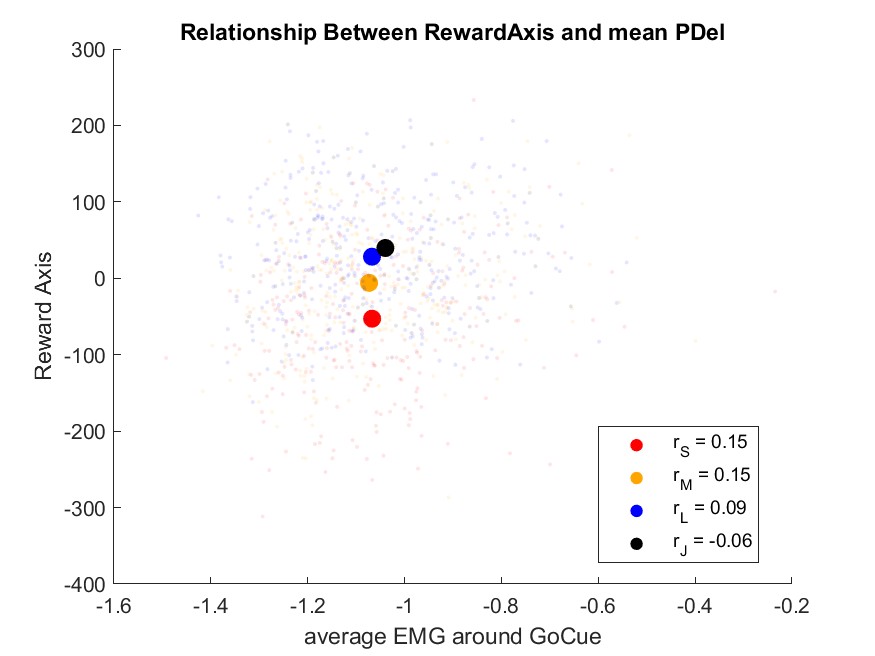 Relationship Between RewardAxis and mean PDel
300
200
100
0
-100
-200
-300
-400
Reward Axis
-1.6 -1.4 -1.2 -1 -0.8 -0.6 -0.4 -0.2
average EMG around GoCue
r_S = 0.15
r_M = 0.15
r_L = 0.09
r_J = -0.06